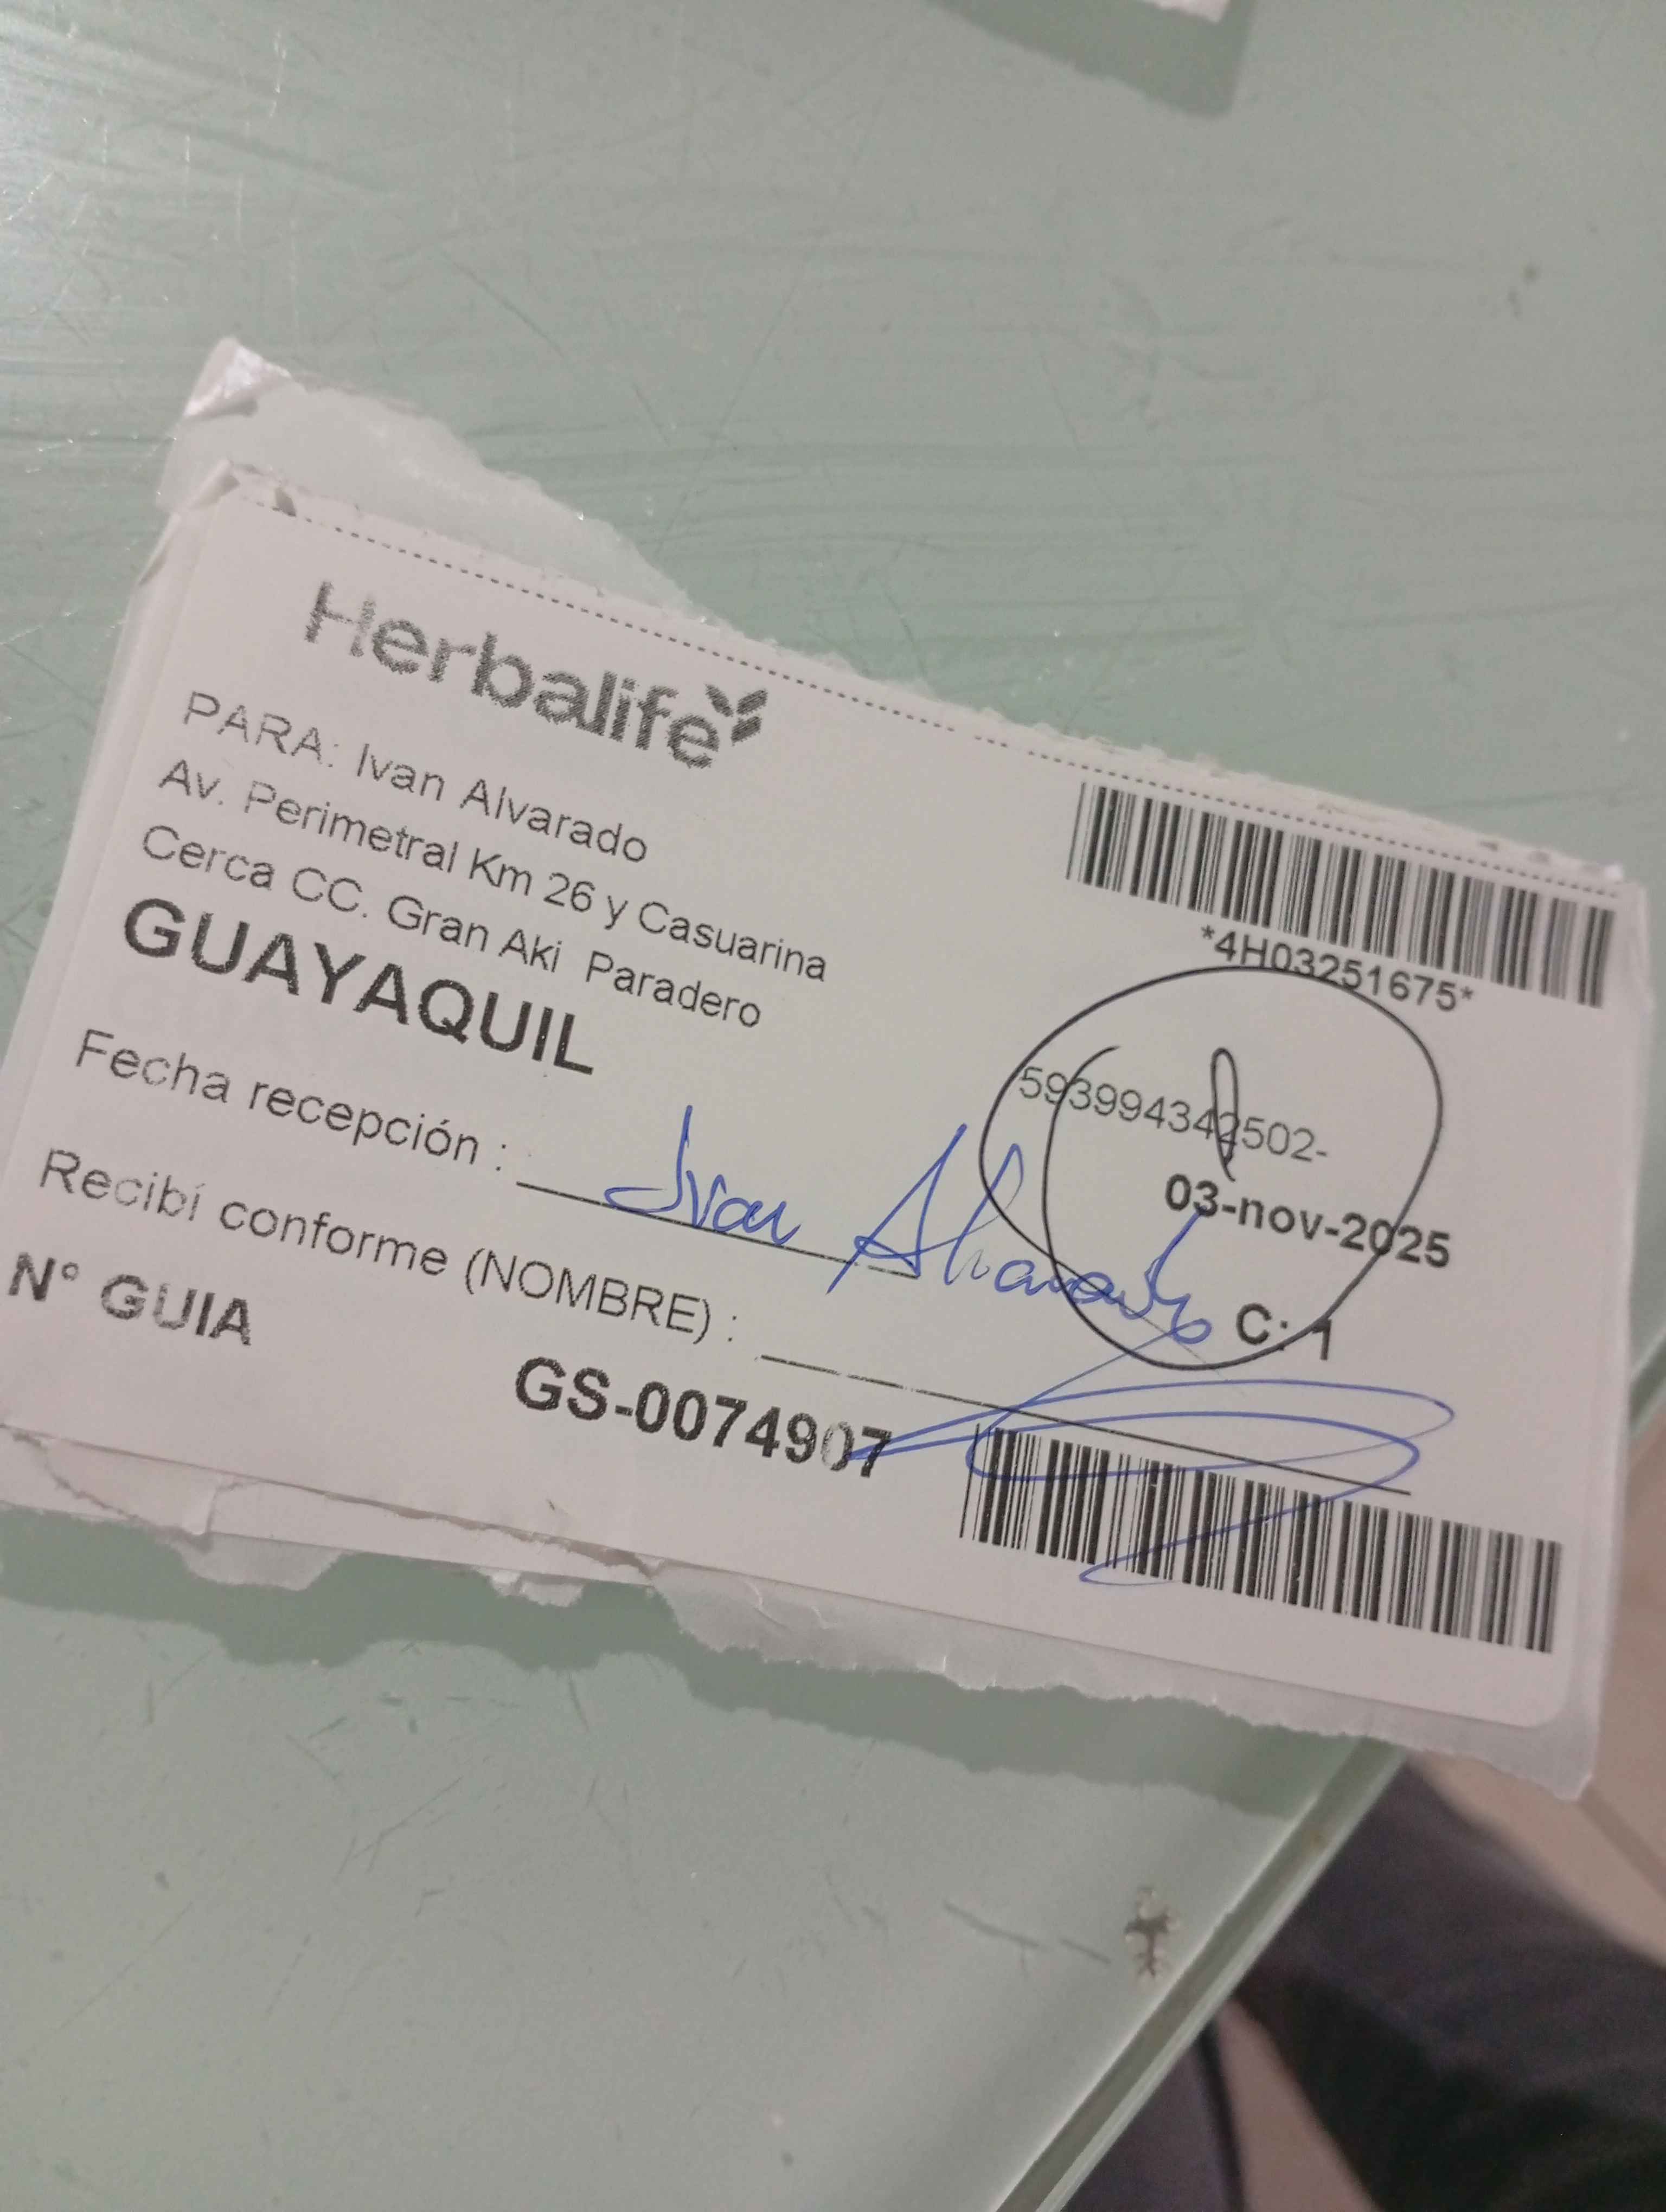 Herbalife
PARA: Ivan Alvarado
Av. Perimetral Km 26 y Casuarina
Cerca CC. Gran Aki Paradero
GUAYAQUIL
*4H03251675*
593994342502-
03-nov-2025
C: 1
Fecha recepción :
Ivan Alvarado
Recibí conforme (NOMBRE) :
N° GUIA
GS-0074907